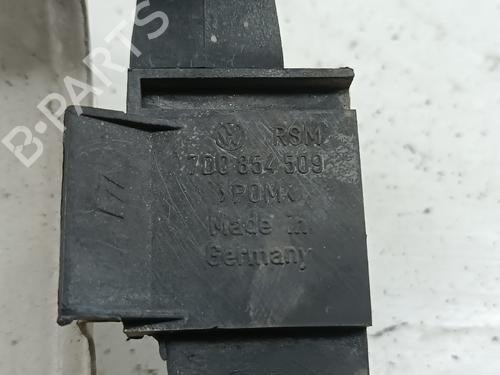 B-PARTS
RSM
7D0 854 509
>POM<
Made in
Germany